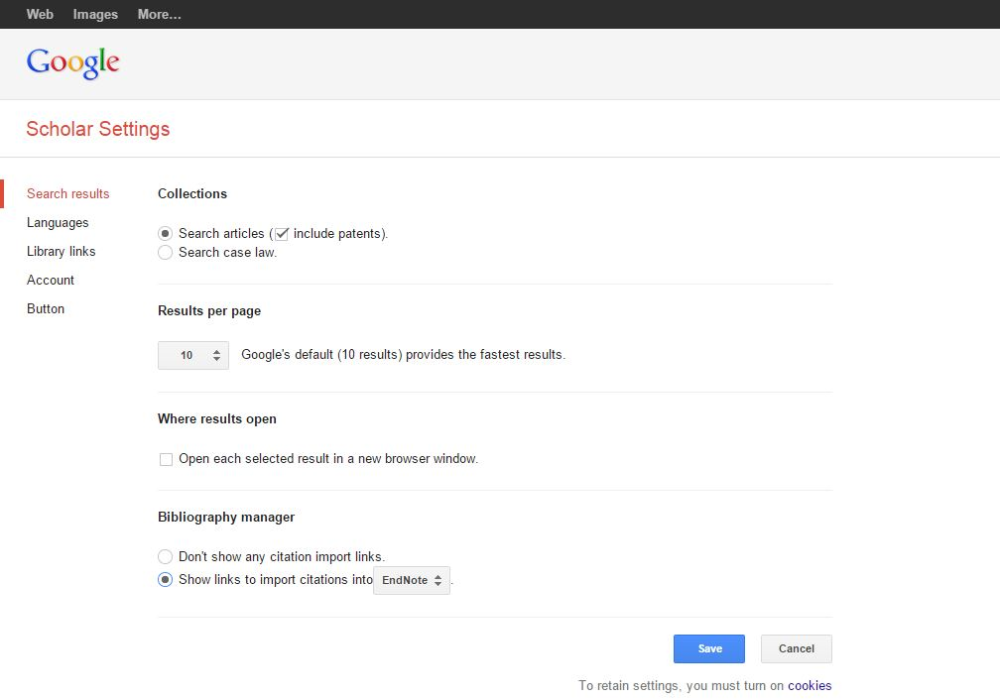 Web Images More...
Google
Scholar Settings
Search results
Languages
Library links
Account
Button
Collections
Search articles ( include patents).
Search case law.
Results per page
10 Google's default (10 results) provides the fastest results.
Where results open
Open each selected result in a new browser window.
Bibliography manager
Don't show any citation import links.
Show links to import citations into EndNote .
Save Cancel
To retain settings, you must turn on cookies